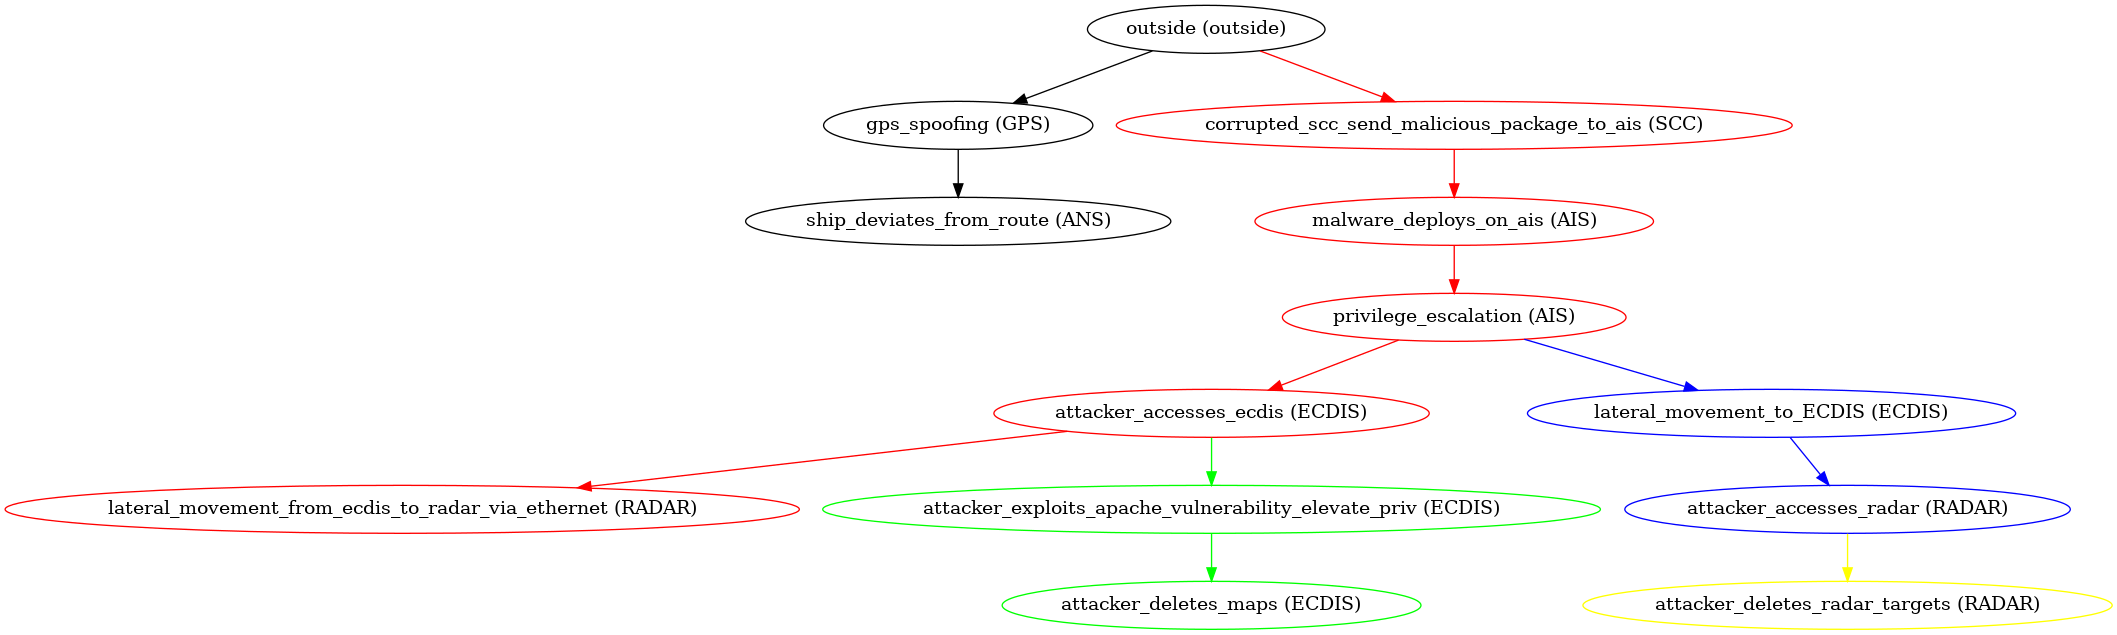 outside (outside)
gps_spoofing (GPS)
corrupted_scc_send_malicious_package_to_ais (SCC)
ship_deviates_from_route (ANS)
malware_deploys_on_ais (AIS)
privilege_escalation (AIS)
attacker_accesses_ecdis (ECDIS)
lateral_movement_to_ECDIS (ECDIS)
lateral_movement_from_ecdis_to_radar_via_ethernet (RADAR)
attacker_exploits_apache_vulnerability_elevate_priv (ECDIS)
attacker_accesses_radar (RADAR)
attacker_deletes_maps (ECDIS)
attacker_deletes_radar_targets (RADAR)